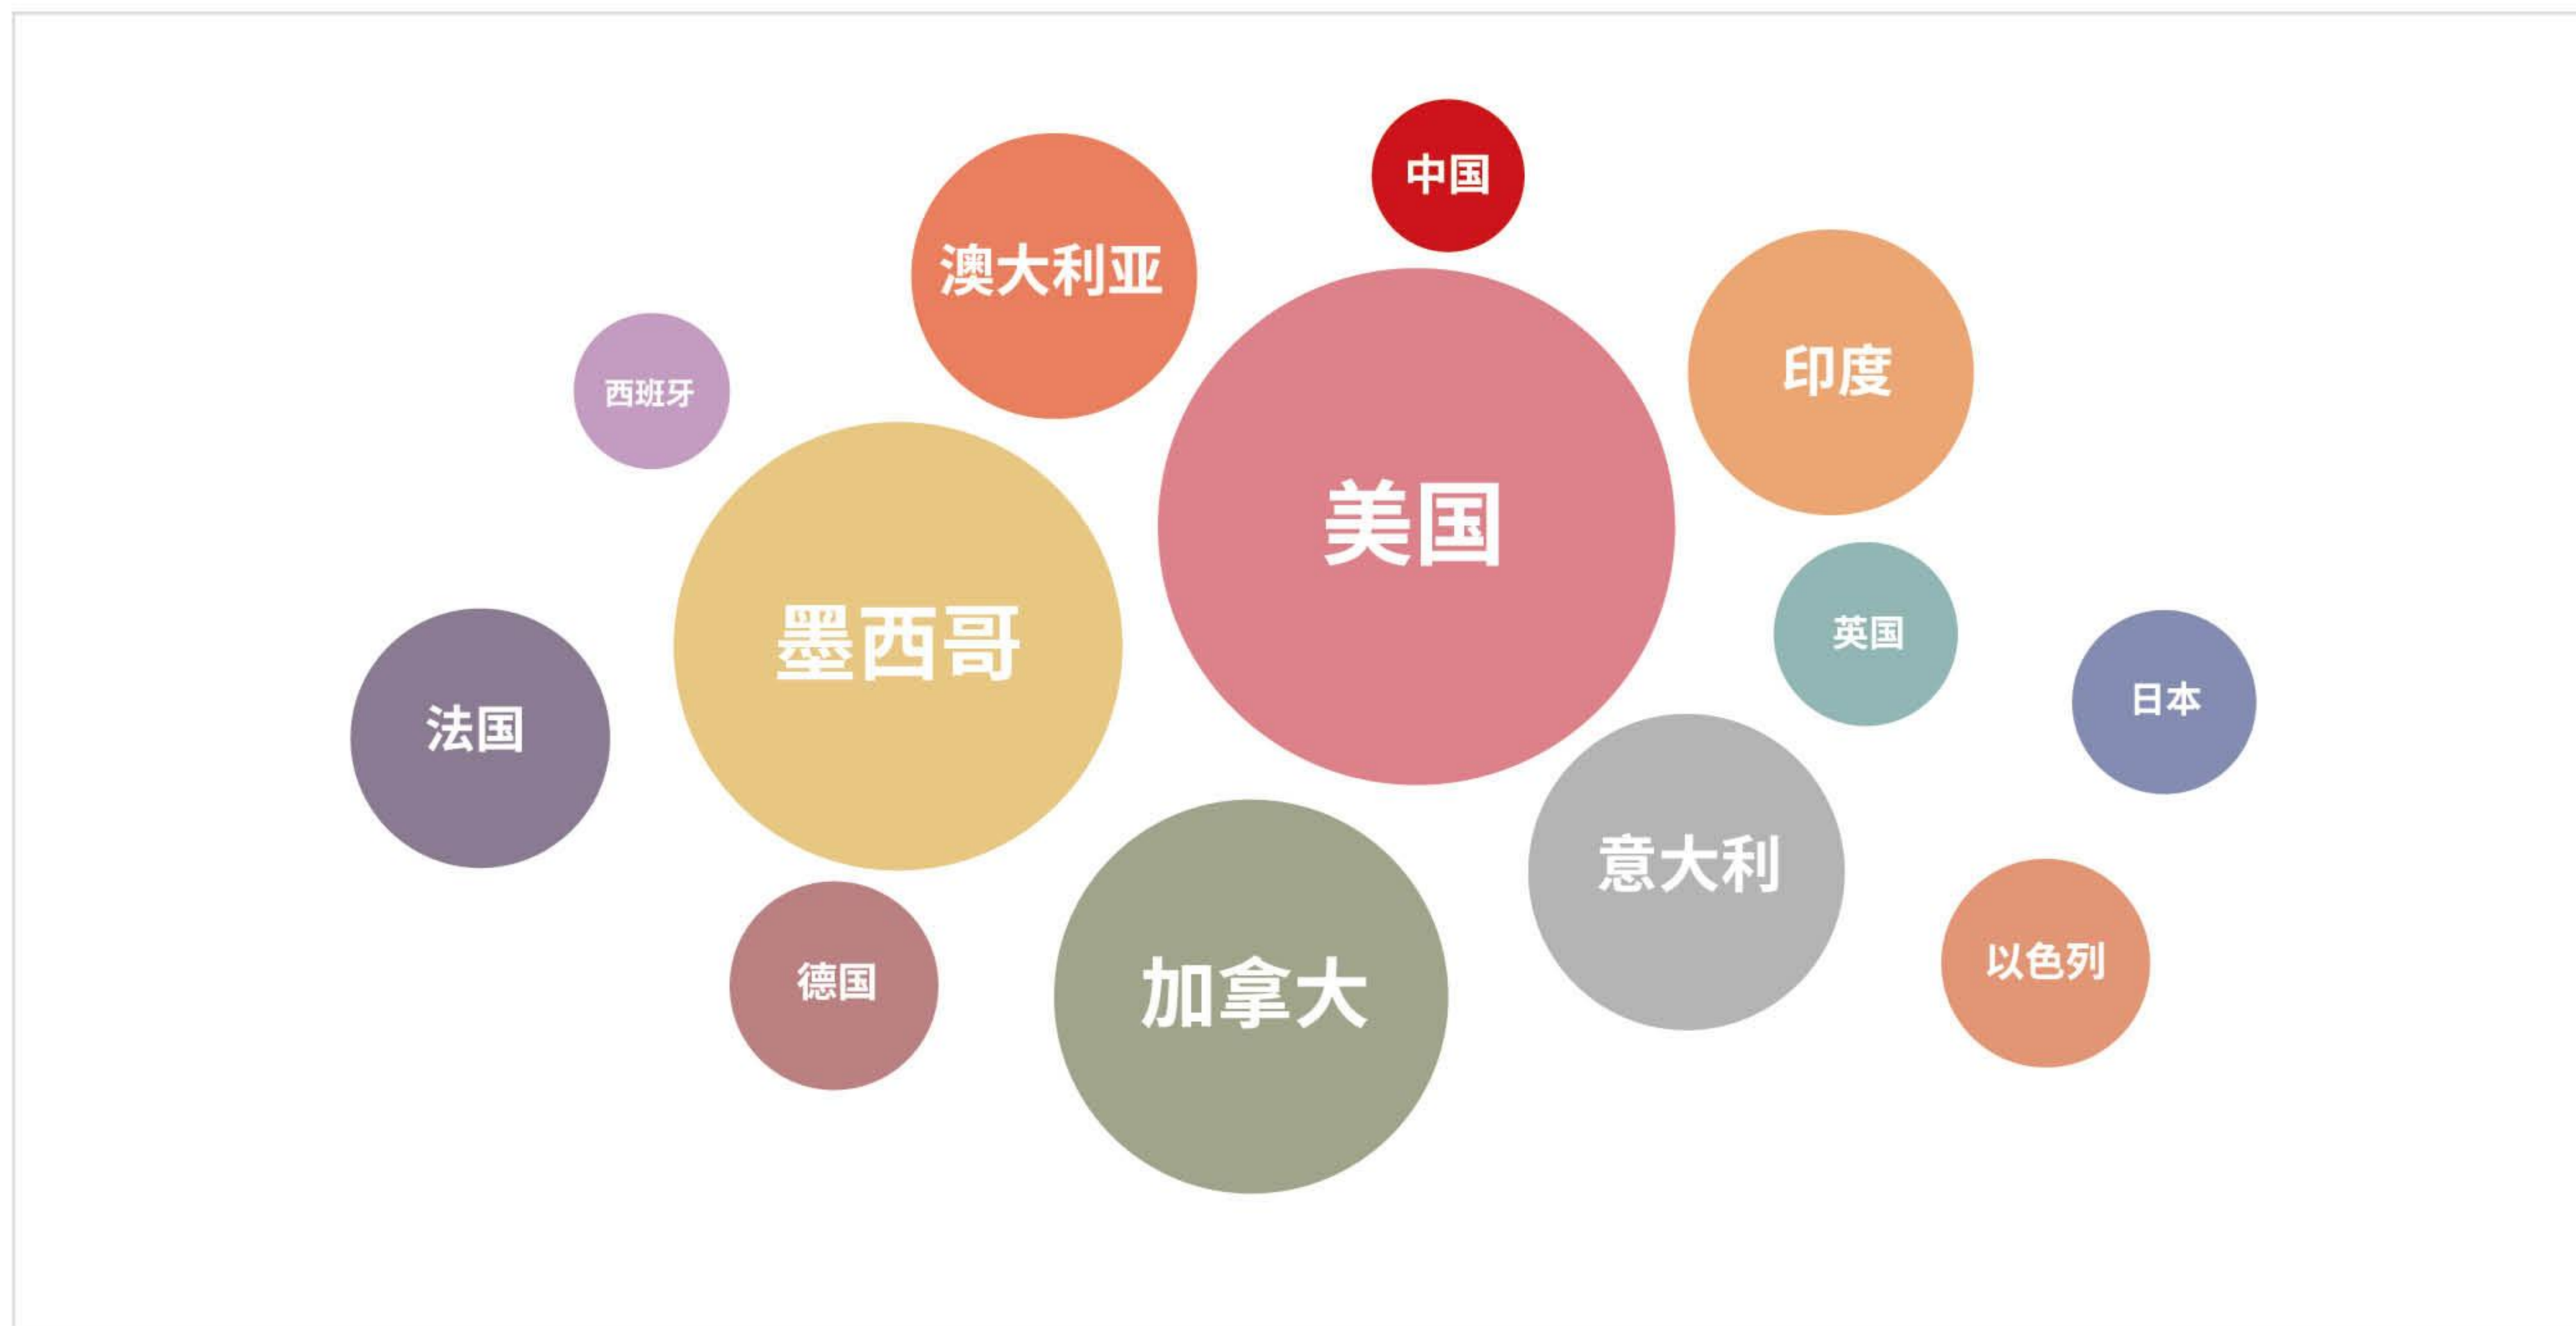 中国
澳大利亚
印度
西班牙
美国
英国
墨西哥
日本
法国
意大利
以色列
德国
加拿大